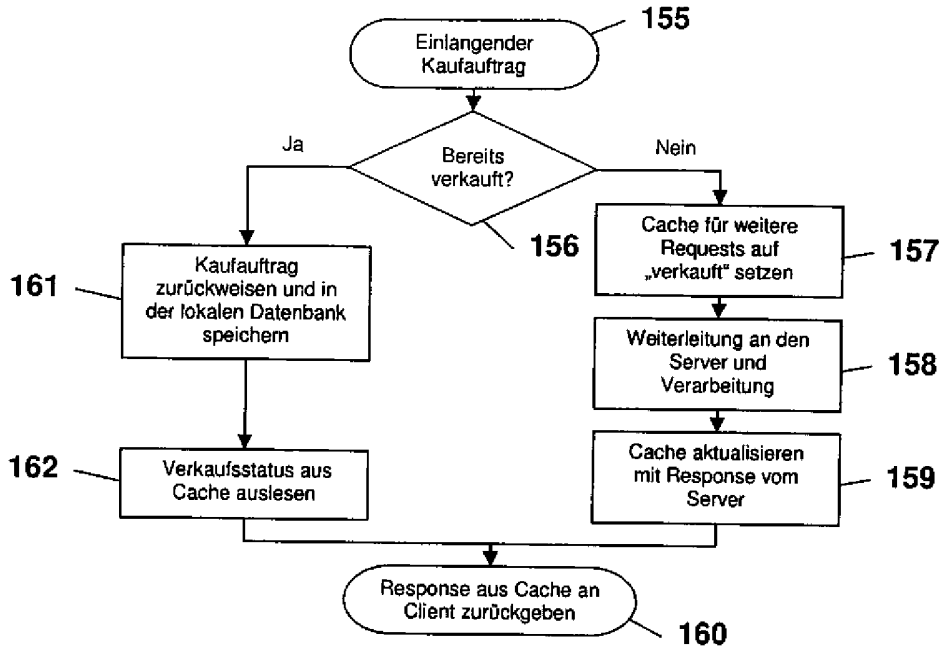 155
Einlangender
Kaufauftrag
Ja
Bereits
verkauft?
Nein
156
Cache für weitere
Requests auf
„verkauft“ setzen
157
161
Kaufauftrag
zurückweisen und in
der lokalen Datenbank
speichern
Weiterleitung an den
Server und
Verarbeitung
158
162
Verkaufsstatus aus
Cache auslesen
Cache aktualisieren
mit Response vom
Server
159
Response aus Cache an
Client zurückgeben
160